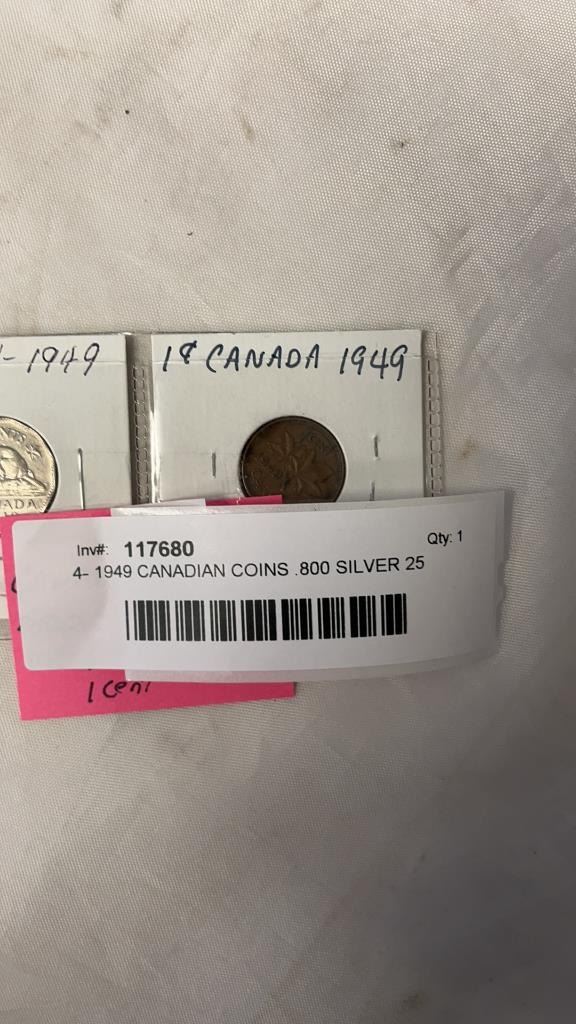 - 1949
1¢ CANADA 1949
Inv#: 117680
Qty: 1
4- 1949 CANADIAN COINS .800 SILVER 25
1 Cent